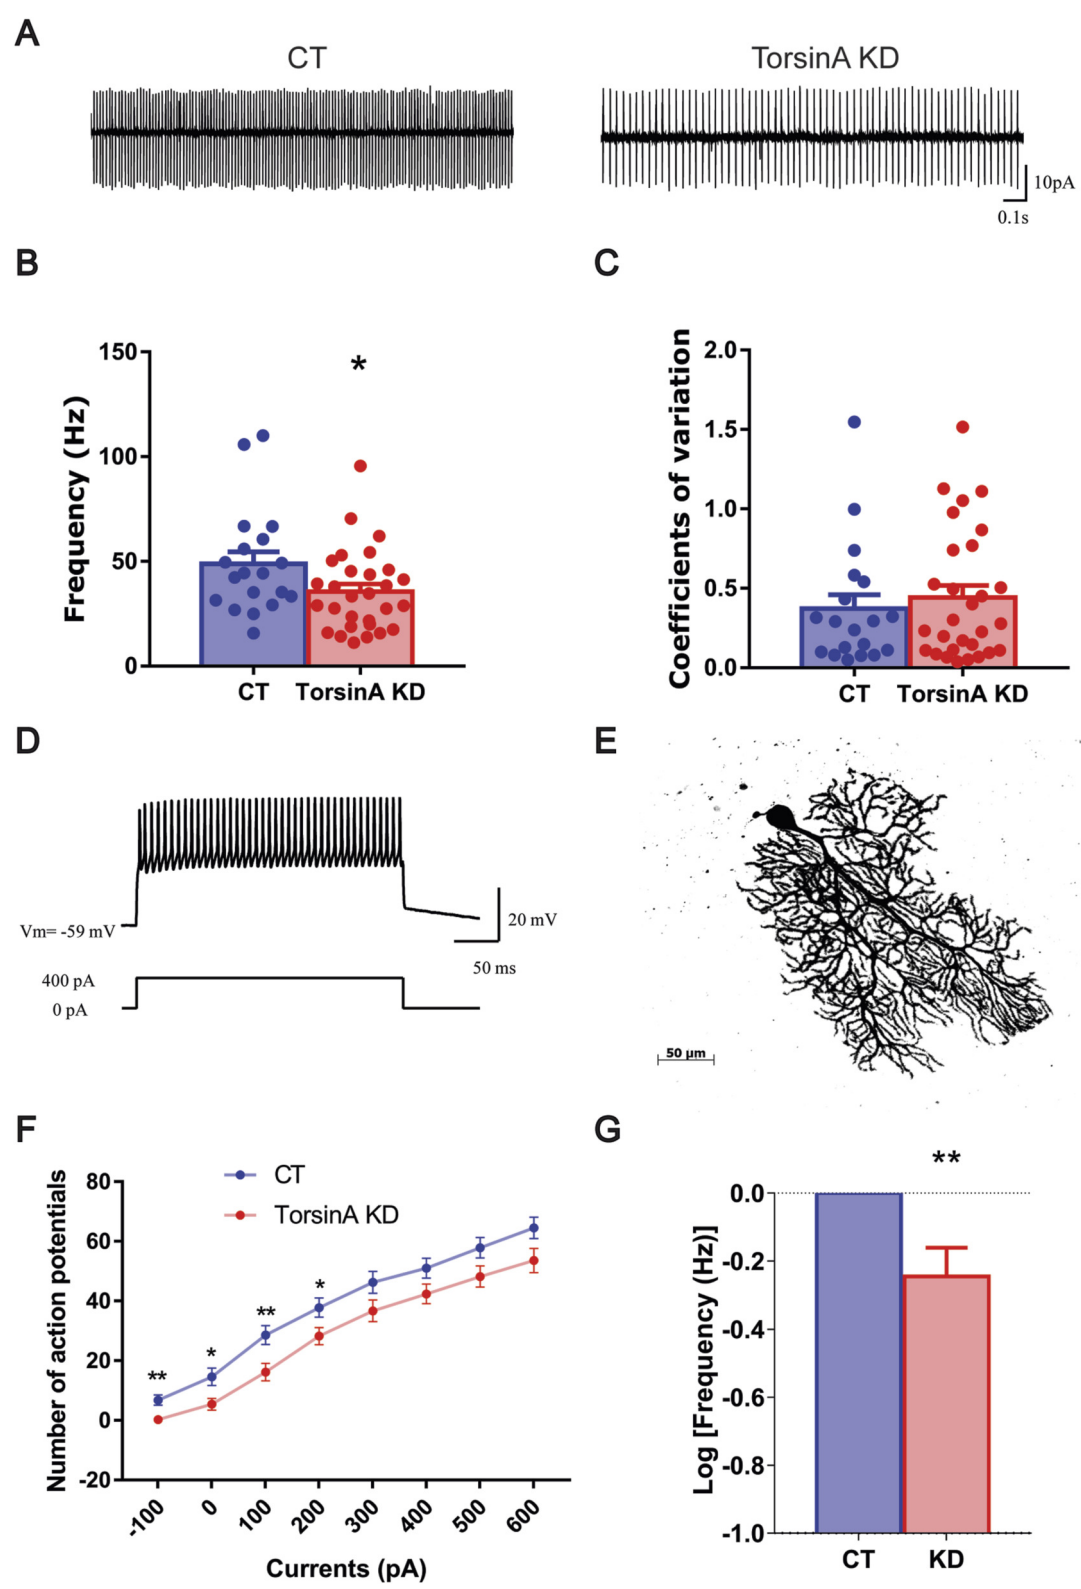 A
CT
TorsinA KD
10pA
0.1s
B
C
Frequency (Hz)
150
100
50
0
*
CT TorsinA KD
Coefficients of variation
2.0
1.5
1.0
0.5
0.0
CT TorsinA KD
D
Vm= -59 mV
20 mV
50 ms
400 pA
0 pA
E
50 µm
F
Number of action potentials
80
60
40
20
0
-20
CT
TorsinA KD
**
*
**
*
-100 0 100 200 300 400 500 600
Currents (pA)
G
**
Log [Frequency (Hz)]
0.0
-0.2
-0.4
-0.6
-0.8
-1.0
CT KD